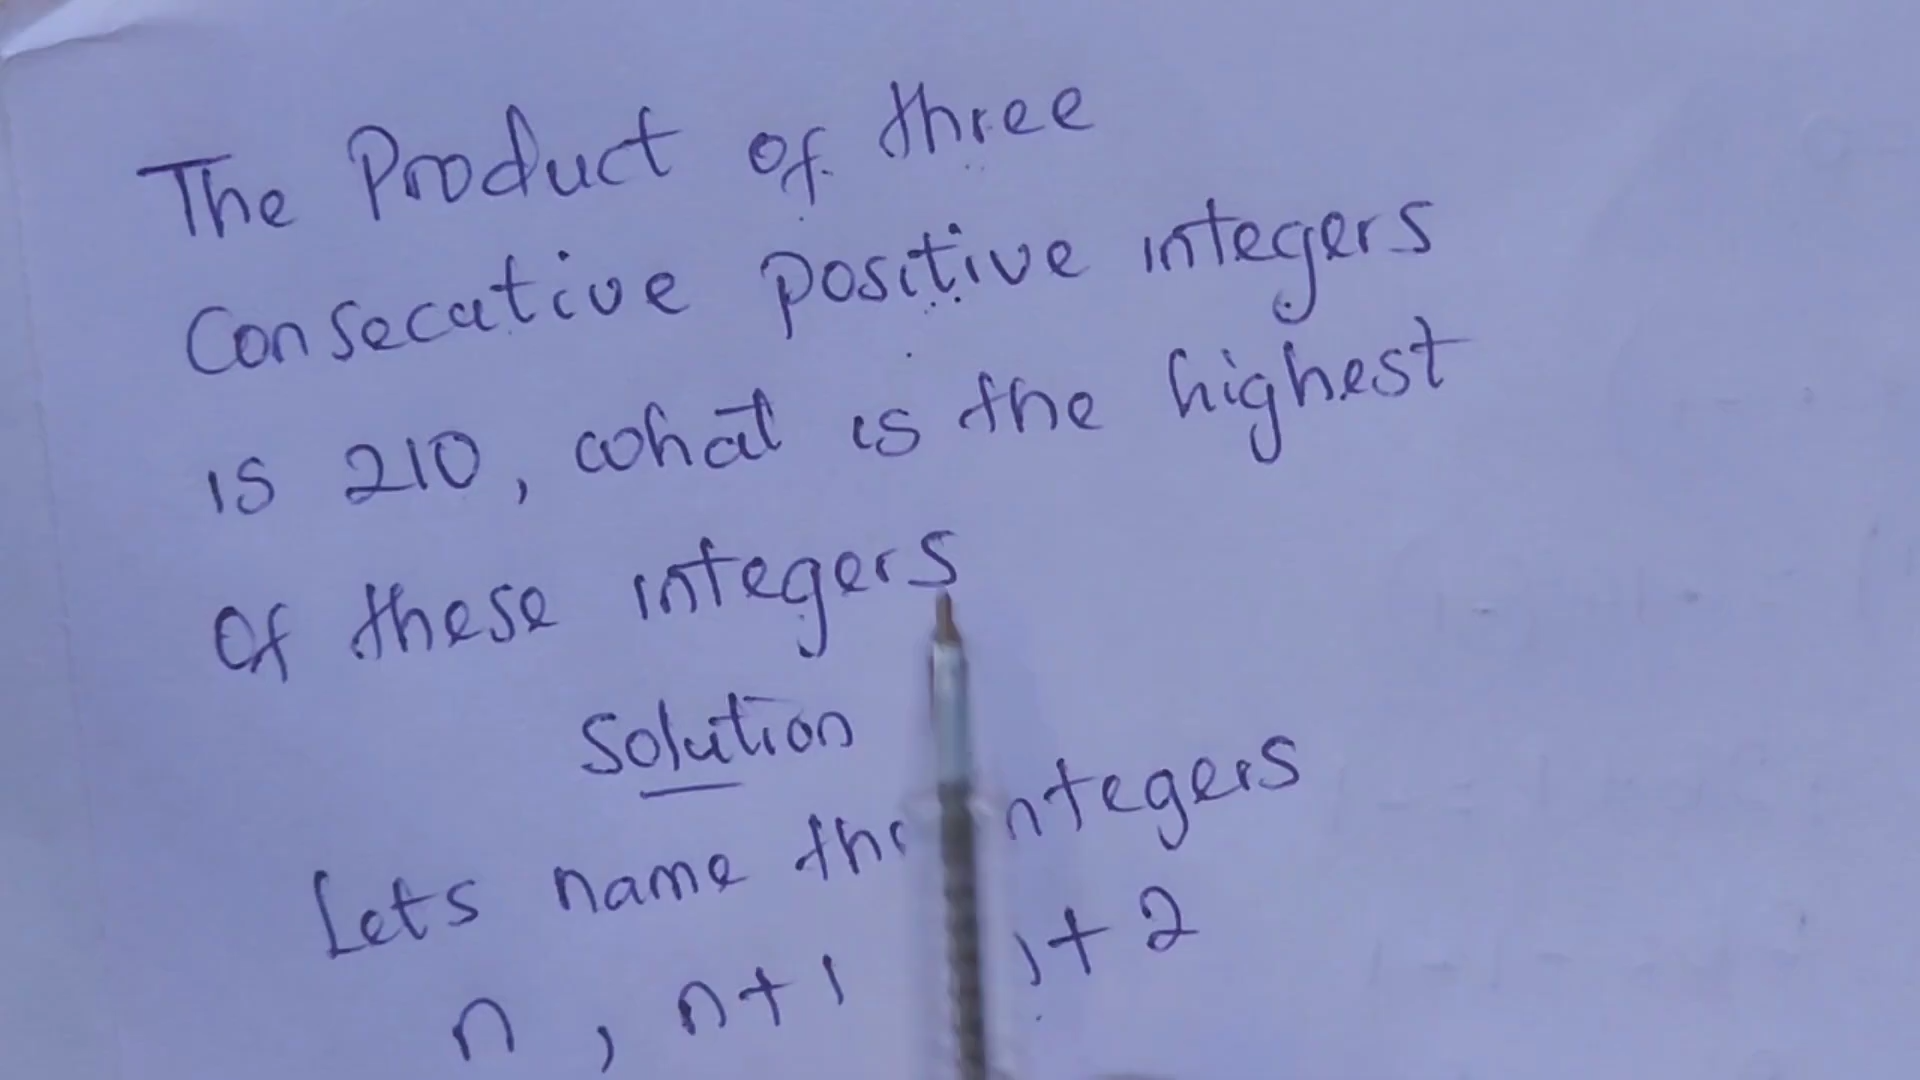 The Product of three
Consecutive positive integers
is 210, what is the highest
Of these integers
Solution
Lets name the integers
n , n+1 n+2